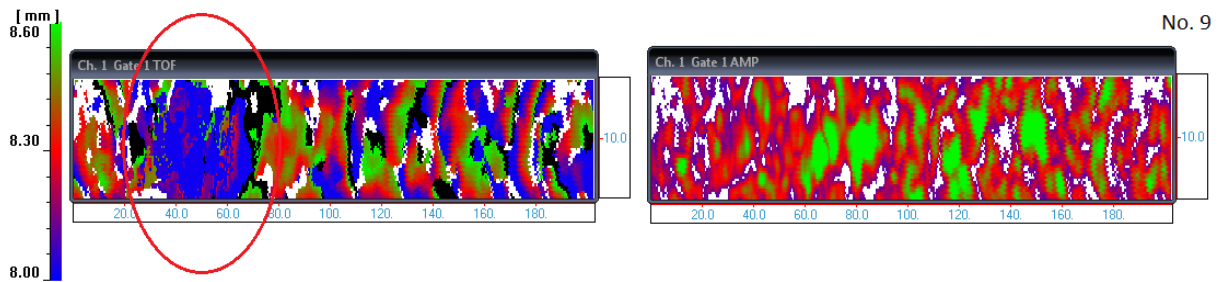 [ mm ]
8.60
8.30
8.00
Ch. 1 Gate 1 TOF
-10.0
20.0 40.0 60.0 80.0 100. 120. 140. 160. 180.
No. 9
Ch. 1 Gate 1 AMP
-10.0
20.0 40.0 60.0 80.0 100. 120. 140. 160. 180.